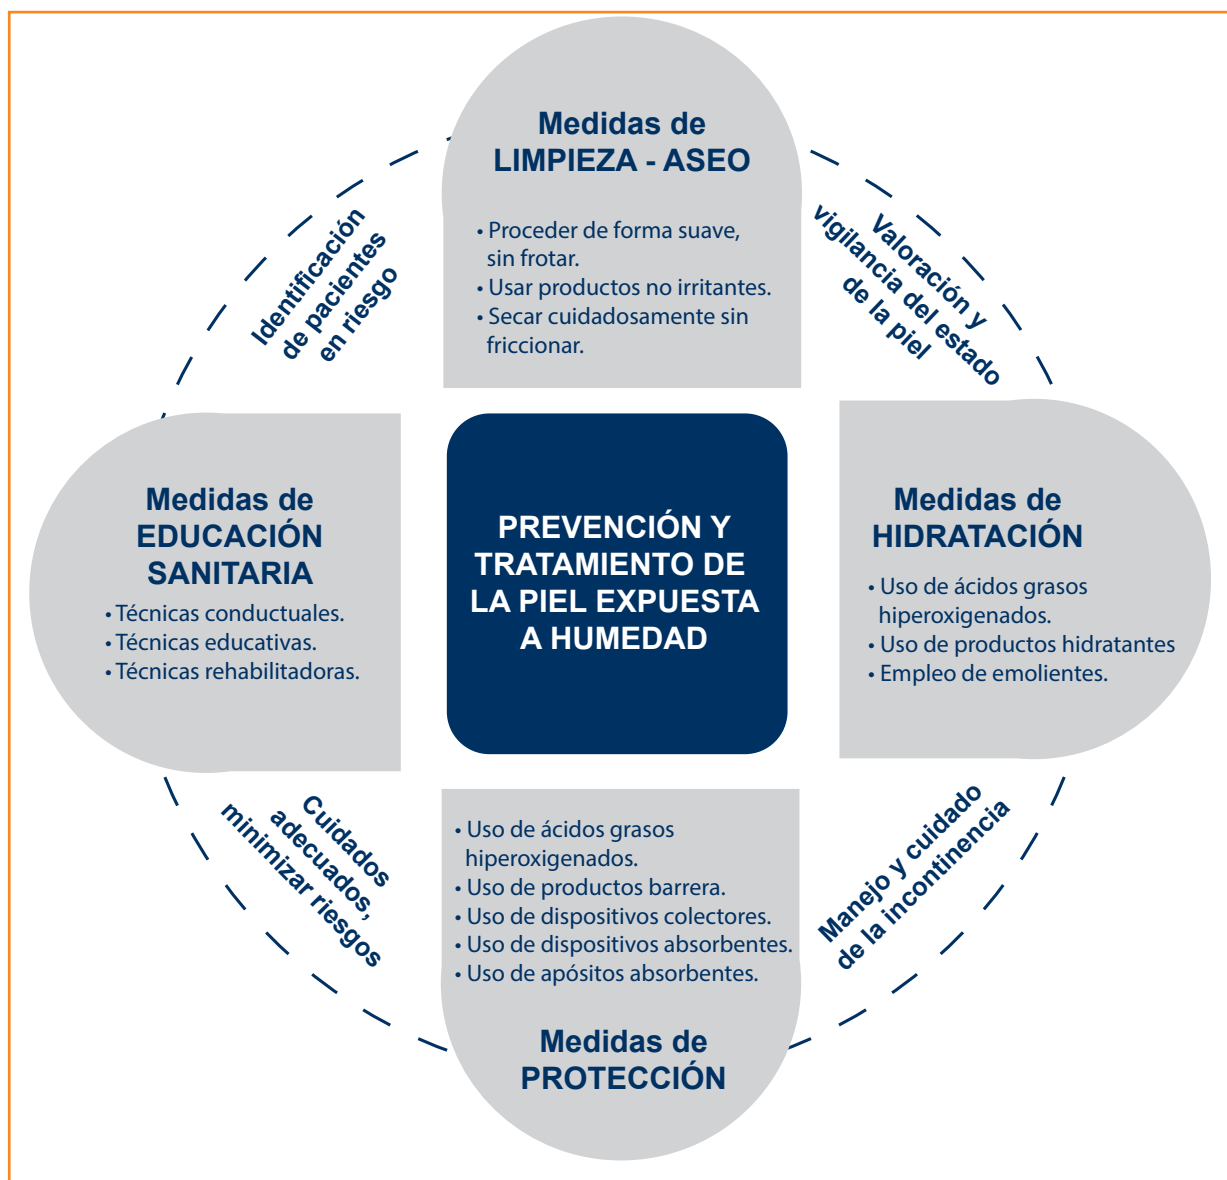 Medidas de
LIMPIEZA - ASEO
• Proceder de forma suave,
sin frotar.
• Usar productos no irritantes.
• Secar cuidadosamente sin
friccionar.
Identificación
de pacientes
en riesgo
Valoración y
vigilancia del estado
de la piel
Medidas de
EDUCACIÓN
SANITARIA
• Técnicas conductuales.
• Técnicas educativas.
• Técnicas rehabilitadoras.
PREVENCIÓN Y
TRATAMIENTO DE
LA PIEL EXPUESTA
A HUMEDAD
Medidas de
HIDRATACIÓN
• Uso de ácidos grasos
hiperoxigenados.
• Uso de productos hidratantes
• Empleo de emolientes.
Cuidados
adecuados,
minimizar riesgos
• Uso de ácidos grasos
hiperoxigenados.
• Uso de productos barrera.
• Uso de dispositivos colectores.
• Uso de dispositivos absorbentes.
• Uso de apósitos absorbentes.
Medidas de
PROTECCIÓN
Manejo y cuidado
de la incontinencia